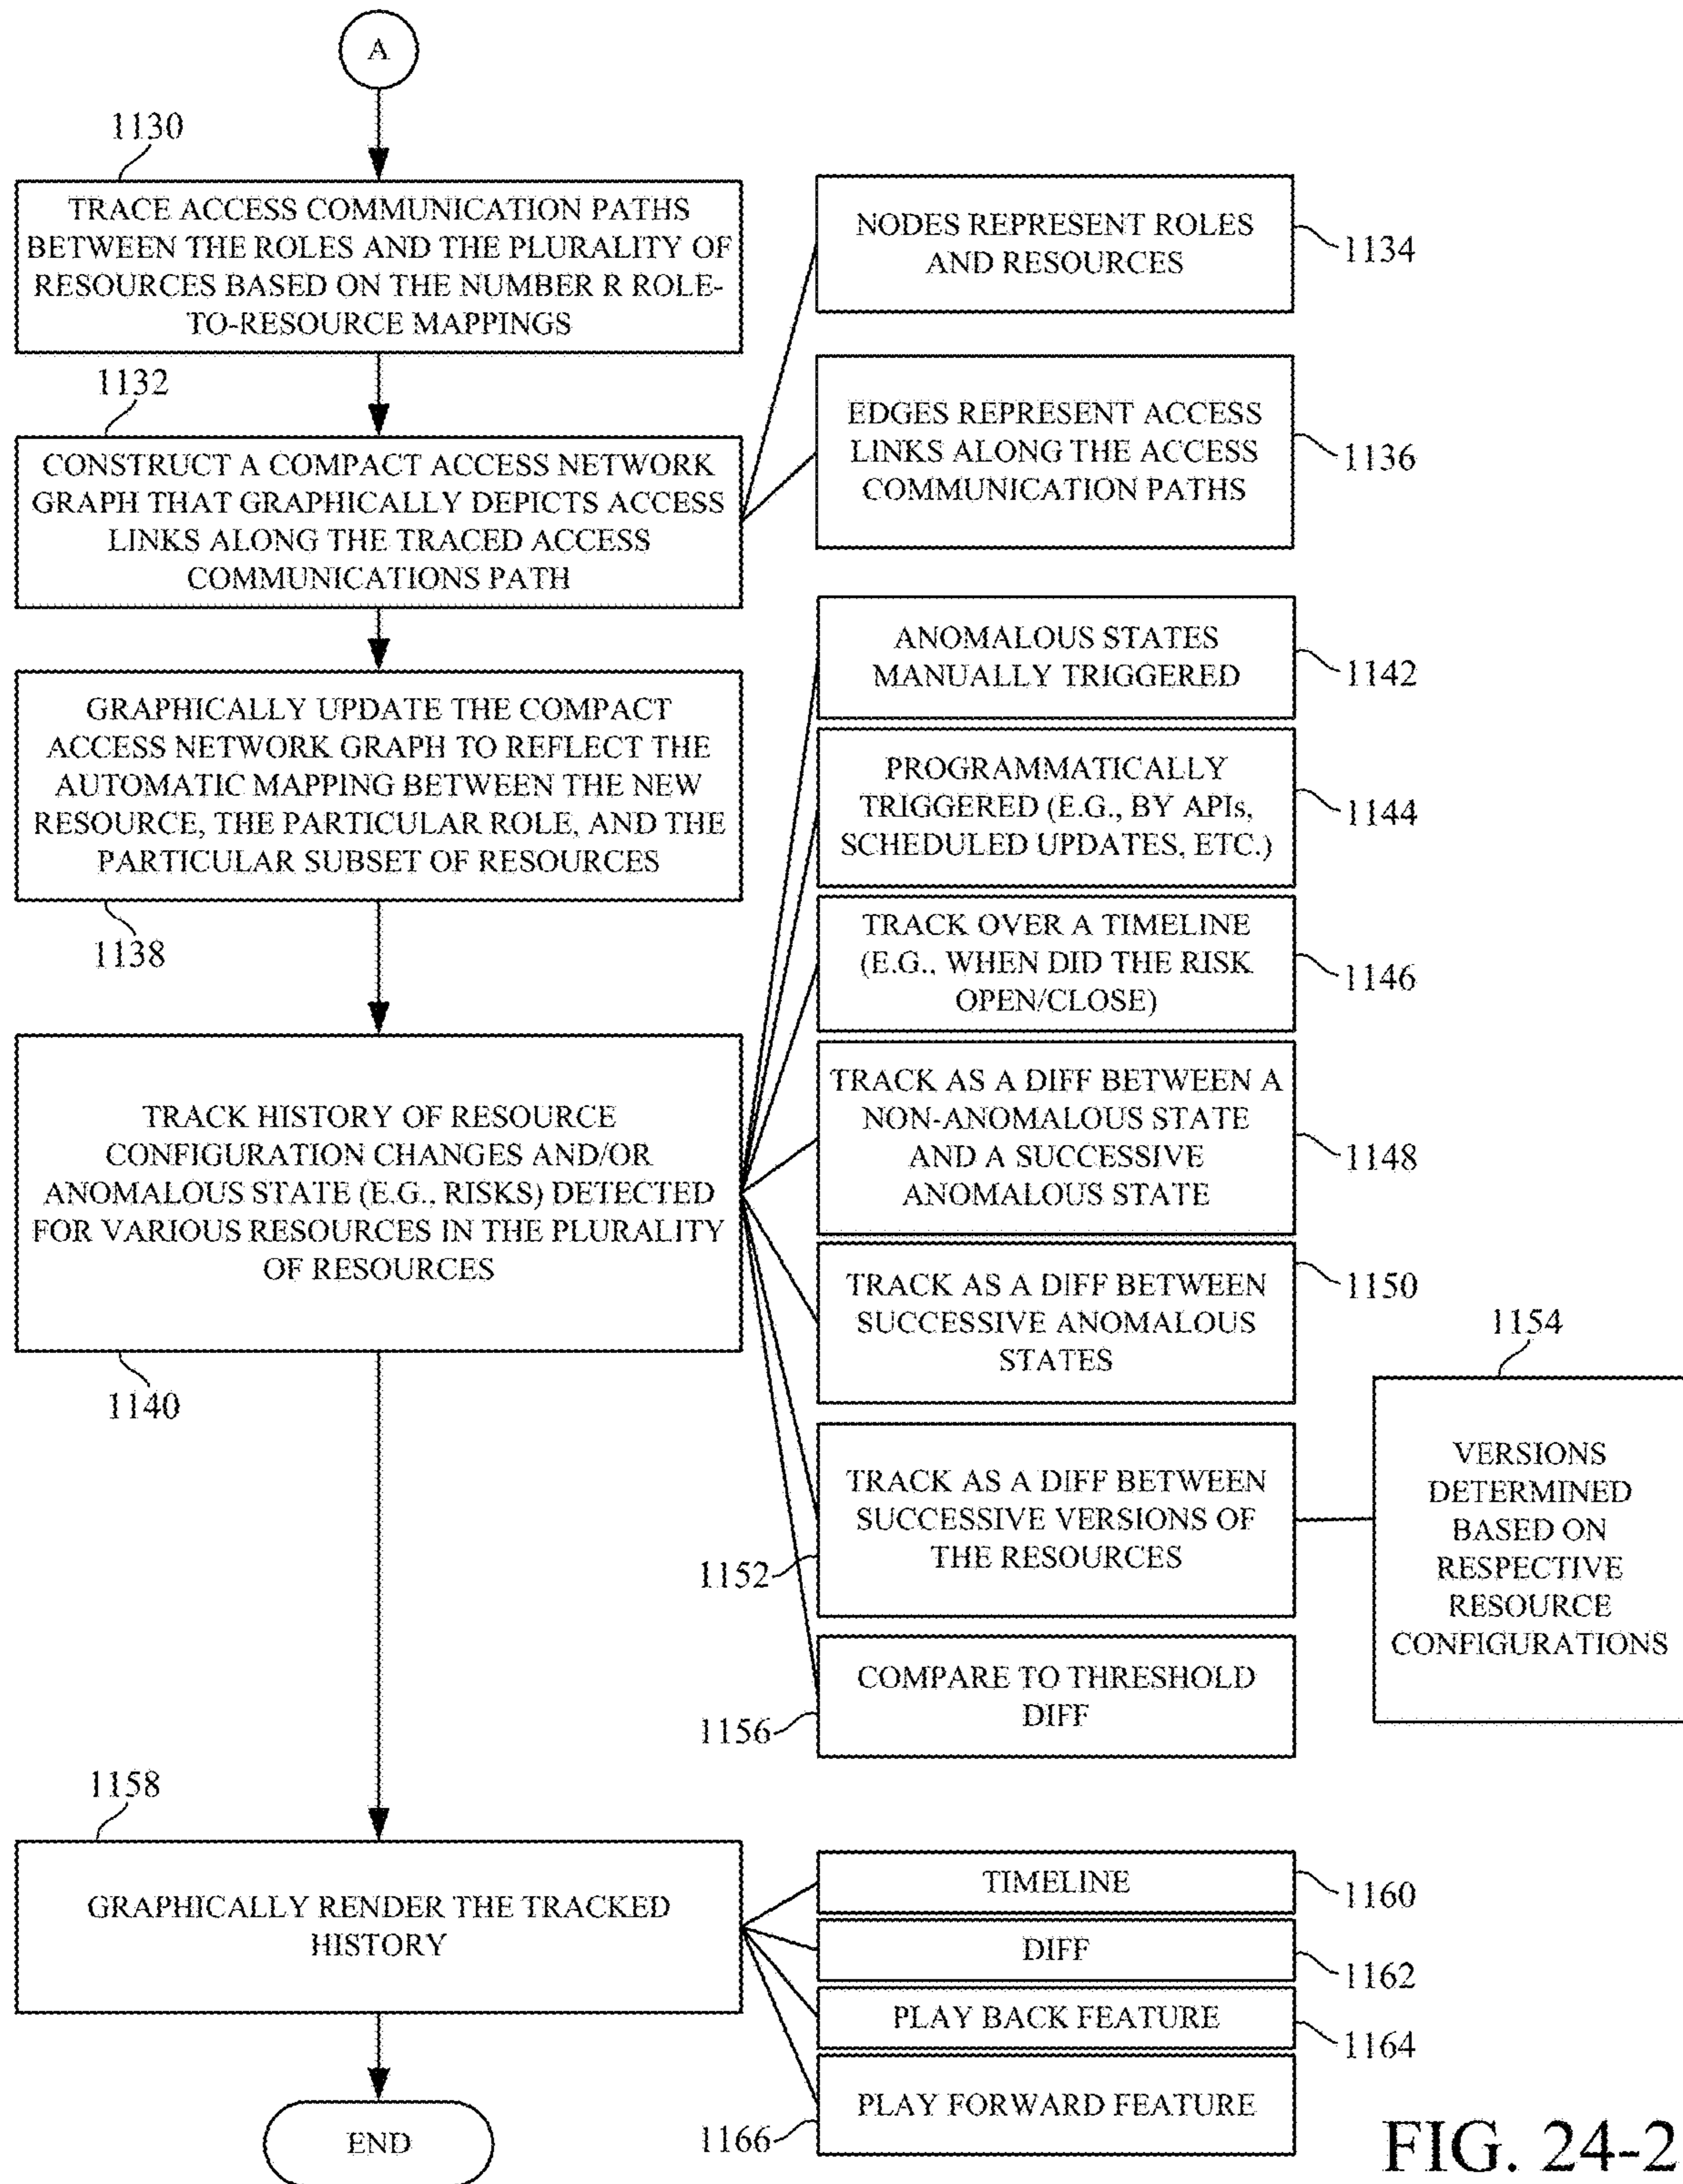 A
1130
TRACE ACCESS COMMUNICATION PATHS
BETWEEN THE ROLES AND THE PLURALITY OF
RESOURCES BASED ON THE NUMBER R ROLE-
TO-RESOURCE MAPPINGS
NODES REPRESENT ROLES
AND RESOURCES
1134
1132
CONSTRUCT A COMPACT ACCESS NETWORK
GRAPH THAT GRAPHICALLY DEPICTS ACCESS
LINKS ALONG THE TRACED ACCESS
COMMUNICATIONS PATH
EDGES REPRESENT ACCESS
LINKS ALONG THE ACCESS
COMMUNICATION PATHS
1136
GRAPHICALLY UPDATE THE COMPACT
ACCESS NETWORK GRAPH TO REFLECT THE
AUTOMATIC MAPPING BETWEEN THE NEW
RESOURCE, THE PARTICULAR ROLE, AND THE
PARTICULAR SUBSET OF RESOURCES
1138
ANOMALOUS STATES
MANUALLY TRIGGERED
1142
PROGRAMMATICALLY
TRIGGERED (E.G., BY APIs,
SCHEDULED UPDATES, ETC.)
1144
TRACK OVER A TIMELINE
(E.G., WHEN DID THE RISK
OPEN/CLOSE)
1146
TRACK HISTORY OF RESOURCE
CONFIGURATION CHANGES AND/OR
ANOMALOUS STATE (E.G., RISKS) DETECTED
FOR VARIOUS RESOURCES IN THE PLURALITY
OF RESOURCES
1140
TRACK AS A DIFF BETWEEN A
NON-ANOMALOUS STATE
AND A SUCCESSIVE
ANOMALOUS STATE
1148
TRACK AS A DIFF BETWEEN
SUCCESSIVE ANOMALOUS
STATES
1150
TRACK AS A DIFF BETWEEN
SUCCESSIVE VERSIONS OF
THE RESOURCES
1152
1154
VERSIONS
DETERMINED
BASED ON
RESPECTIVE
RESOURCE
CONFIGURATIONS
COMPARE TO THRESHOLD
DIFF
1156
1158
GRAPHICALLY RENDER THE TRACKED
HISTORY
TIMELINE
1160
DIFF
1162
PLAY BACK FEATURE
1164
PLAY FORWARD FEATURE
1166
END
FIG. 24-2